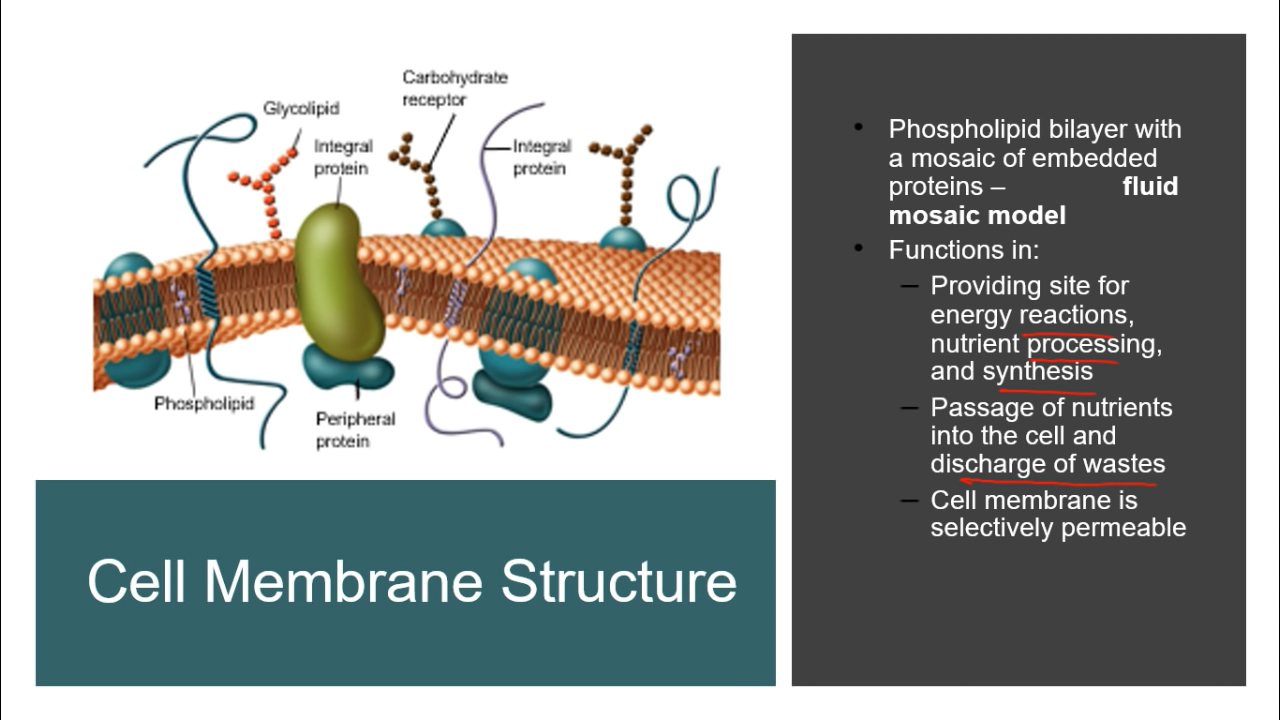 Carbohydrate
receptor
Glycolipid
Integral
protein
Integral
protein
Phospholipid
Peripheral
protein
Cell Membrane Structure
• Phospholipid bilayer with
a mosaic of embedded
proteins – fluid
mosaic model
• Functions in:
– Providing site for
energy reactions,
nutrient processing,
and synthesis
– Passage of nutrients
into the cell and
discharge of wastes
– Cell membrane is
selectively permeable